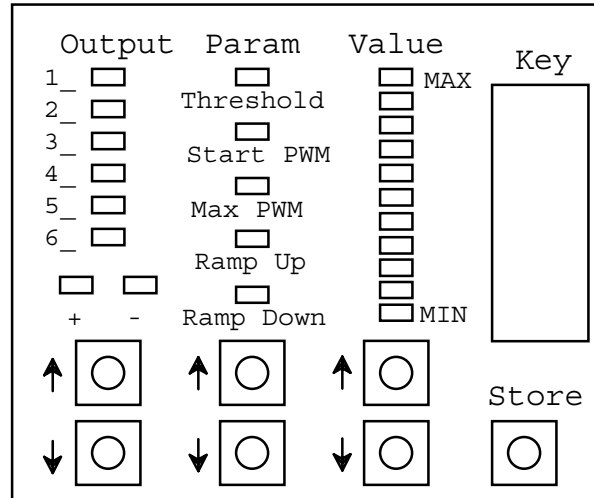 Output Param Value Key
1_
2_
3_
4_
5_
6_
+ -
Threshold
Start PWM
Max PWM
Ramp Up
Ramp Down
MAX
MIN
Store